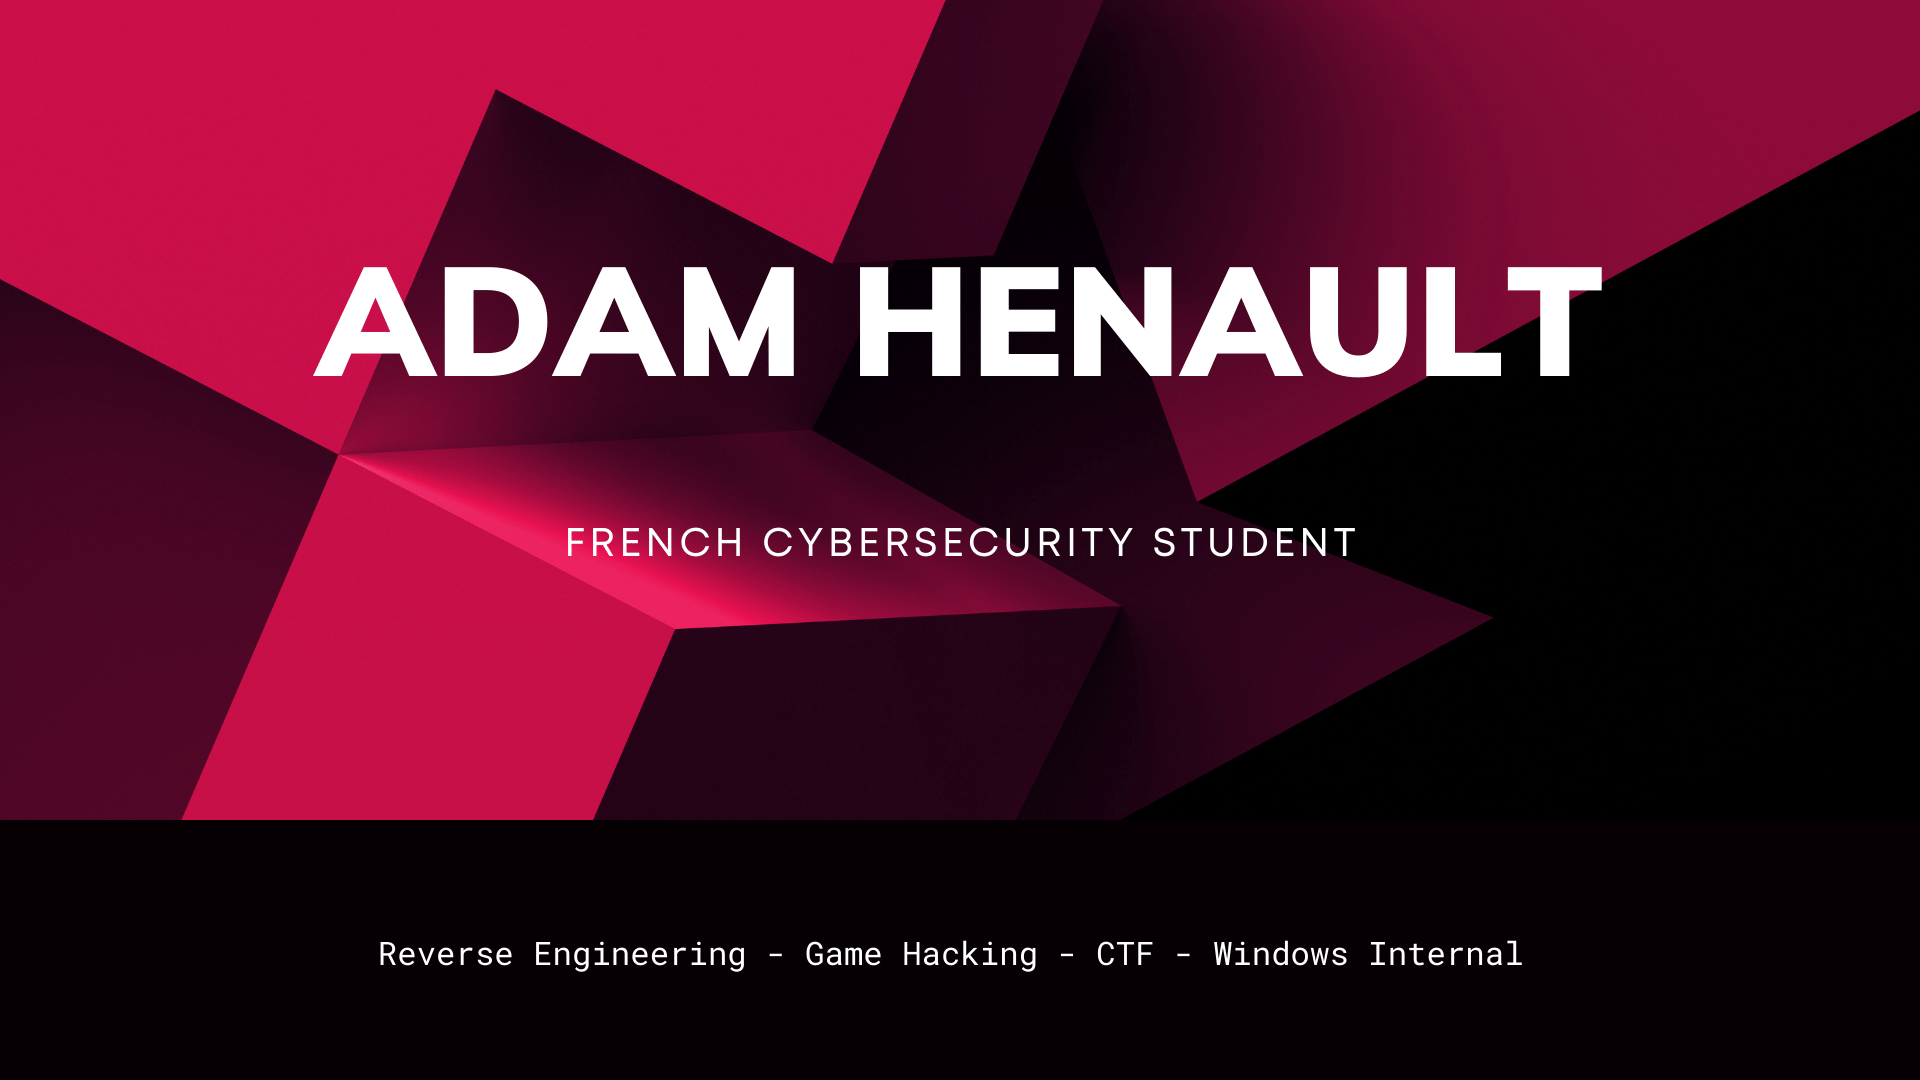 ADAM HENAULT
FRENCH CYBERSECURITY STUDENT
Reverse Engineering - Game Hacking - CTF - Windows Internal